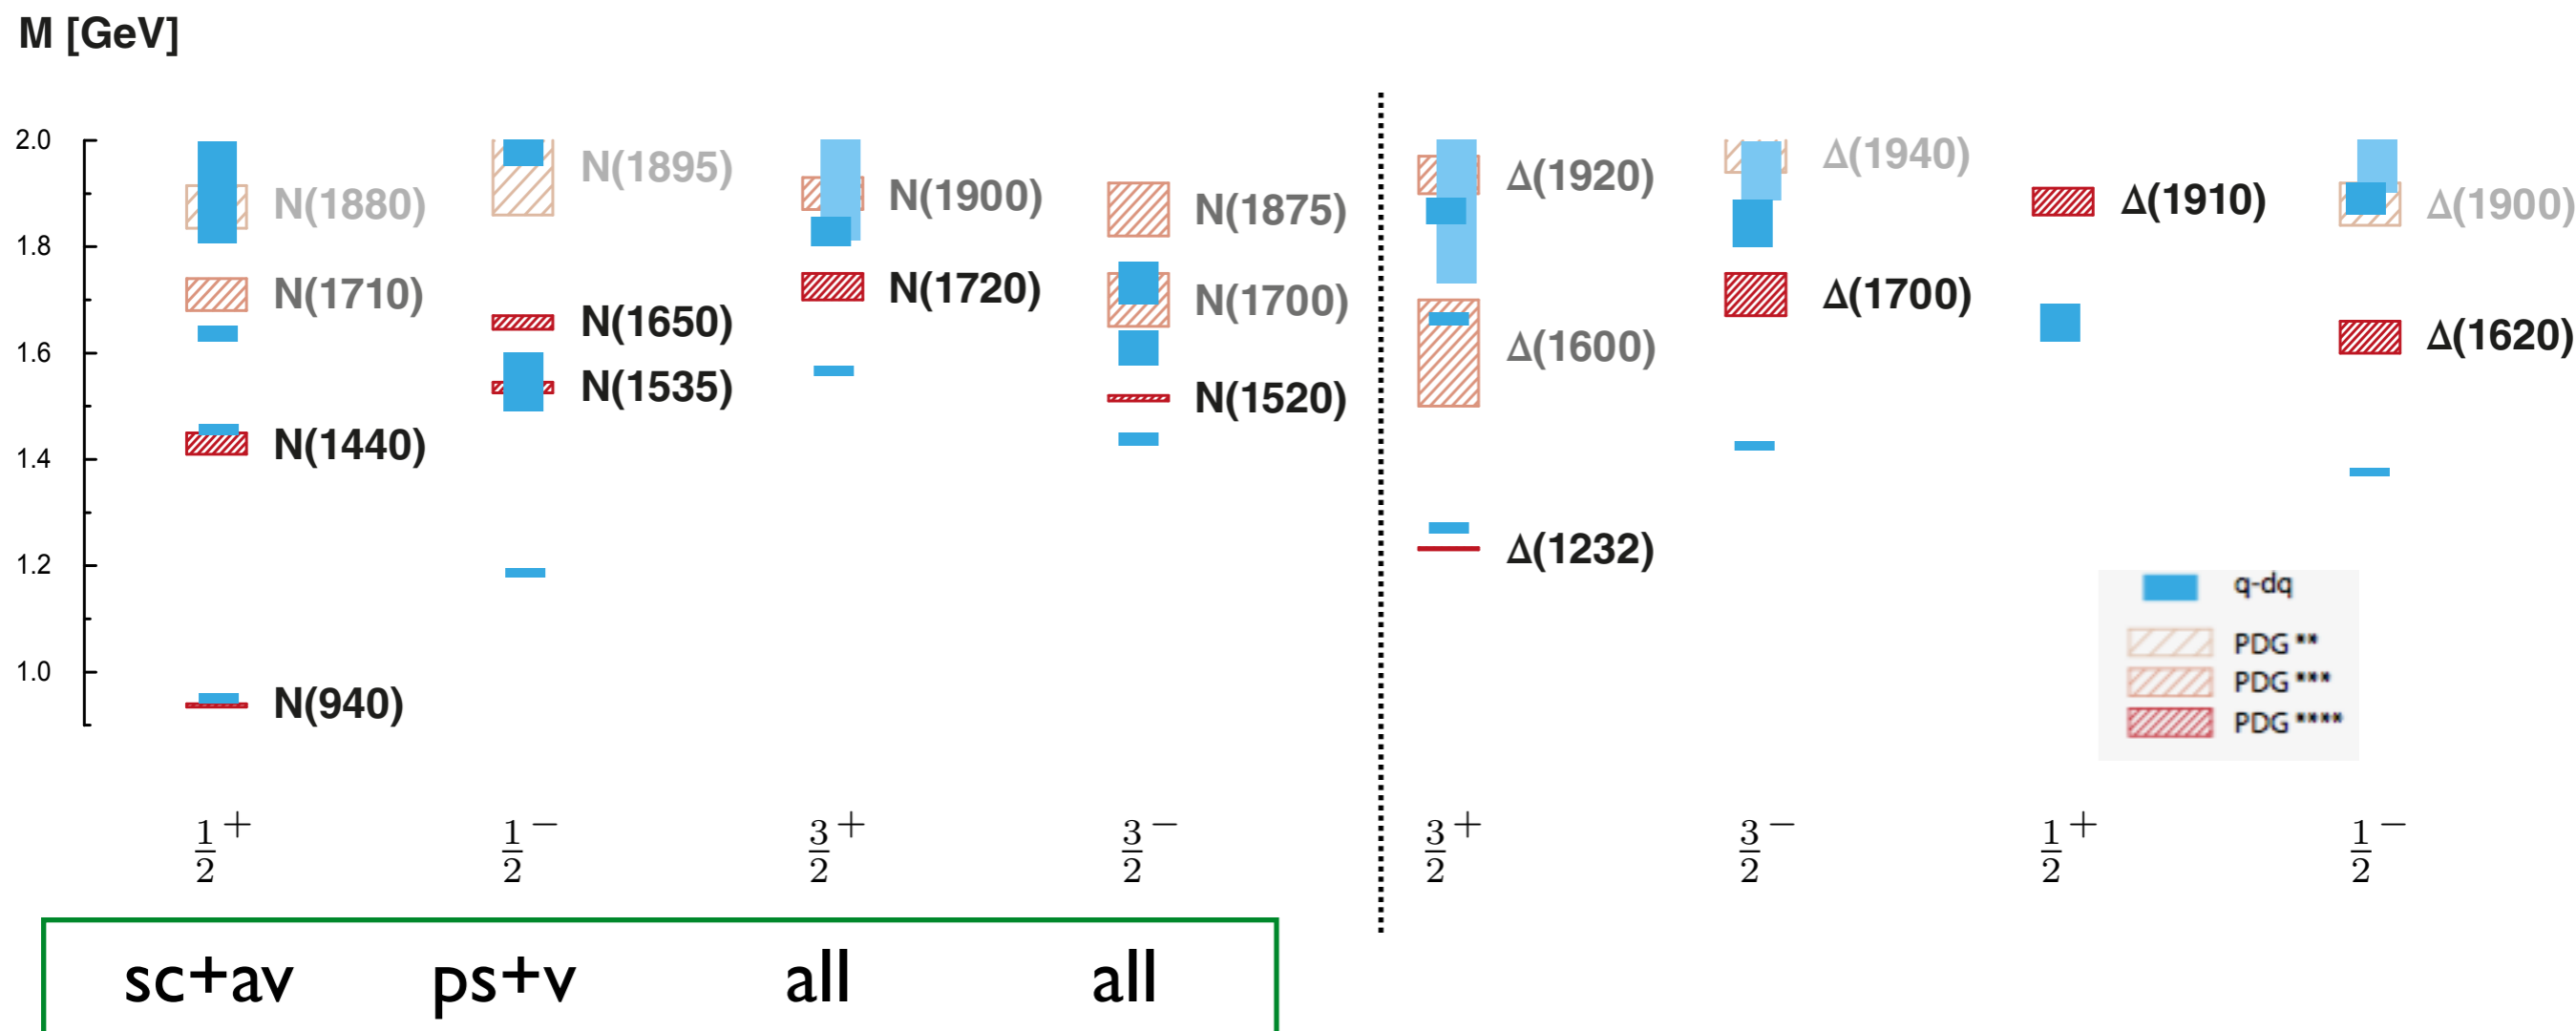 M [GeV]
2.0
1.8
1.6
1.4
1.2
1.0
N(1880)
N(1710)
N(1440)
N(940)
N(1895)
N(1650)
N(1535)
N(1900)
N(1720)
N(1875)
N(1700)
N(1520)
Δ(1920)
Δ(1600)
Δ(1232)
Δ(1940)
Δ(1700)
Δ(1910)
Δ(1900)
Δ(1620)
q-dq
PDG **
PDG ***
PDG ****
1/2+ 1/2− 3/2+ 3/2− 3/2+ 3/2− 1/2+ 1/2−
sc+av ps+v all all